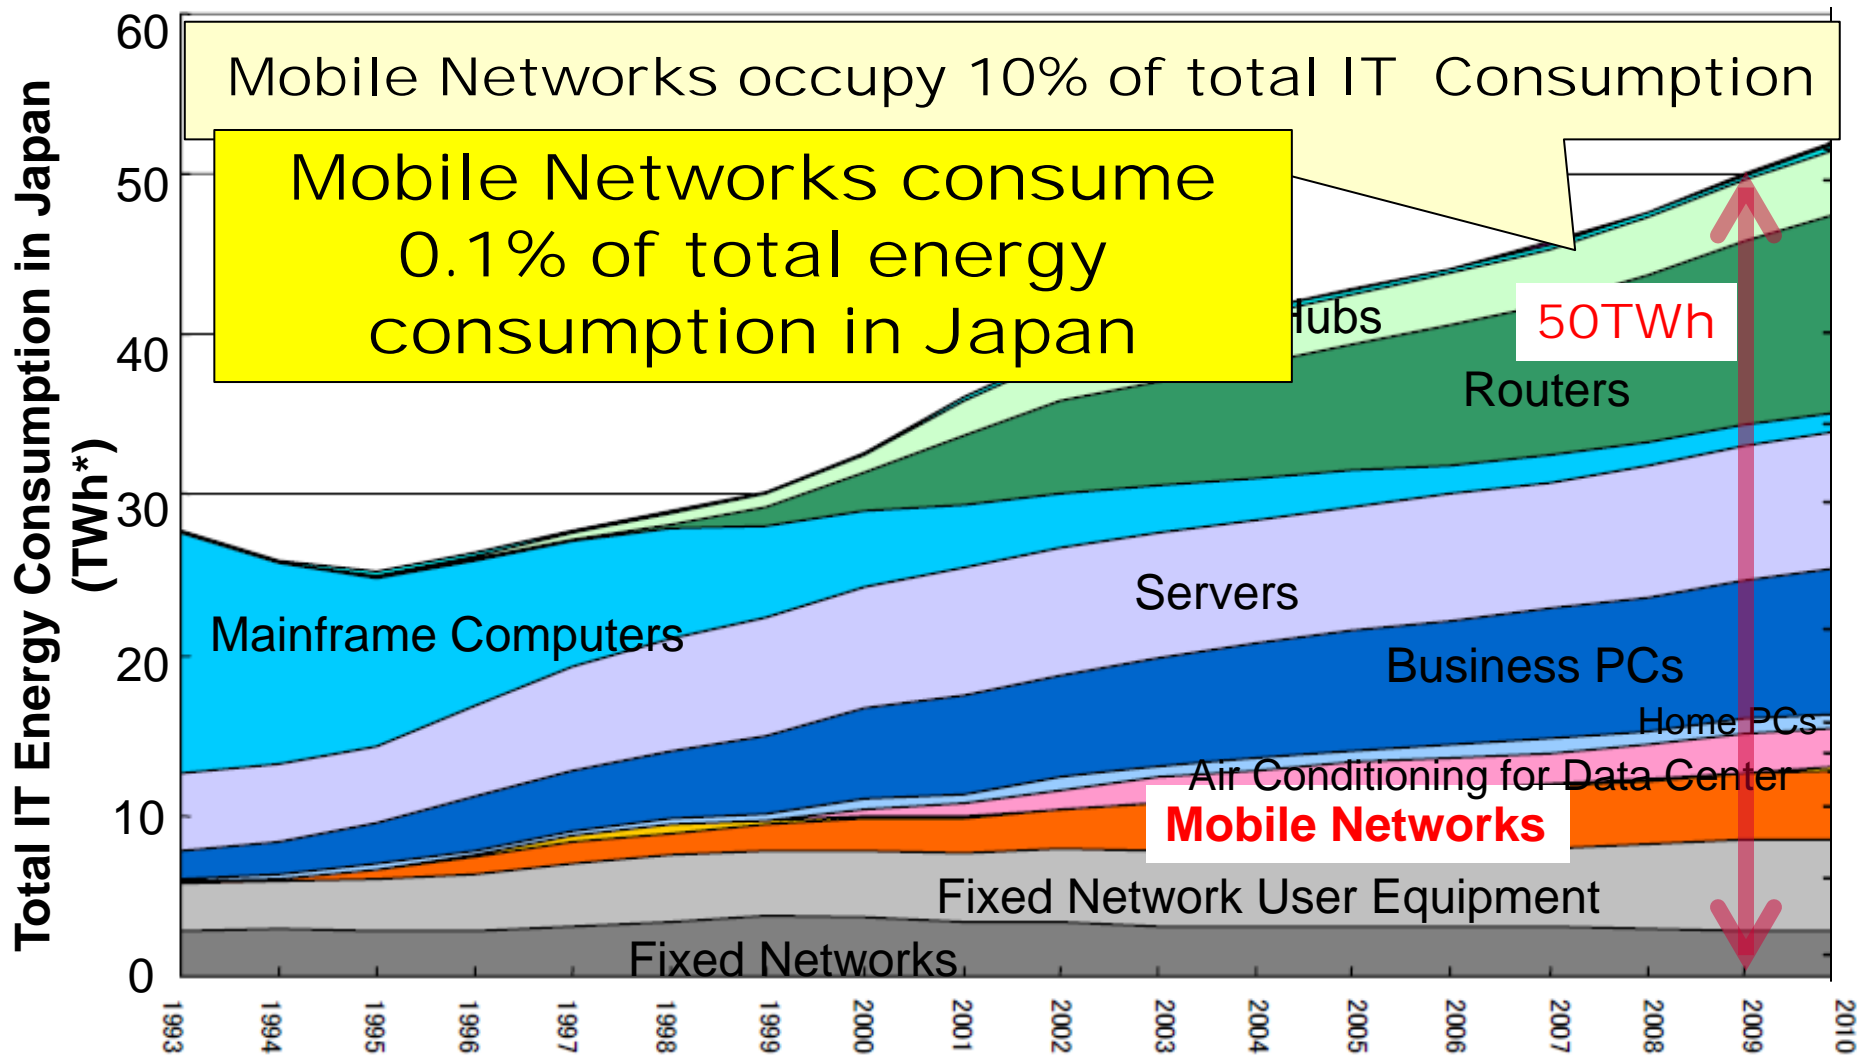 Total IT Energy Consumption in Japan
(TWh*)
60
50
40
30
20
10
0
Mobile Networks occupy 10% of total IT Consumption
Mobile Networks consume
0.1% of total energy
consumption in Japan
50TWh
Routers
Servers
Mainframe Computers
Business PCs
Home PCs
Air Conditioning for Data Center
Mobile Networks
Fixed Network User Equipment
Fixed Networks
1993
1994
1995
1996
1997
1998
1999
2000
2001
2002
2003
2004
2005
2006
2007
2008
2009
2010